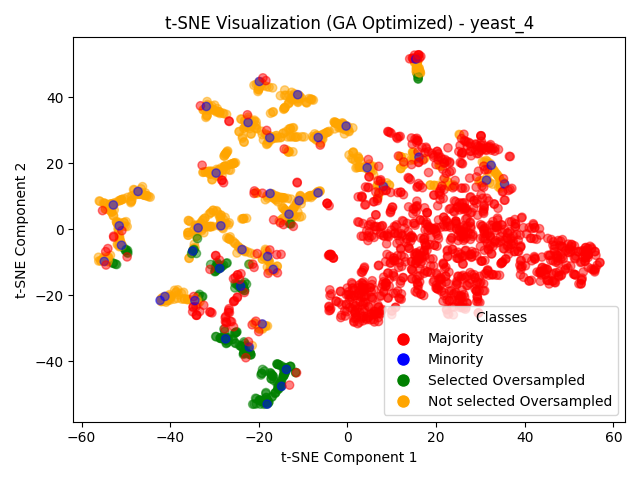 t-SNE Visualization (GA Optimized) - yeast_4
t-SNE Component 2
40
20
0
−20
−40
−60
−40
−20
0
20
40
60
t-SNE Component 1
Classes
Majority
Minority
Selected Oversampled
Not selected Oversampled